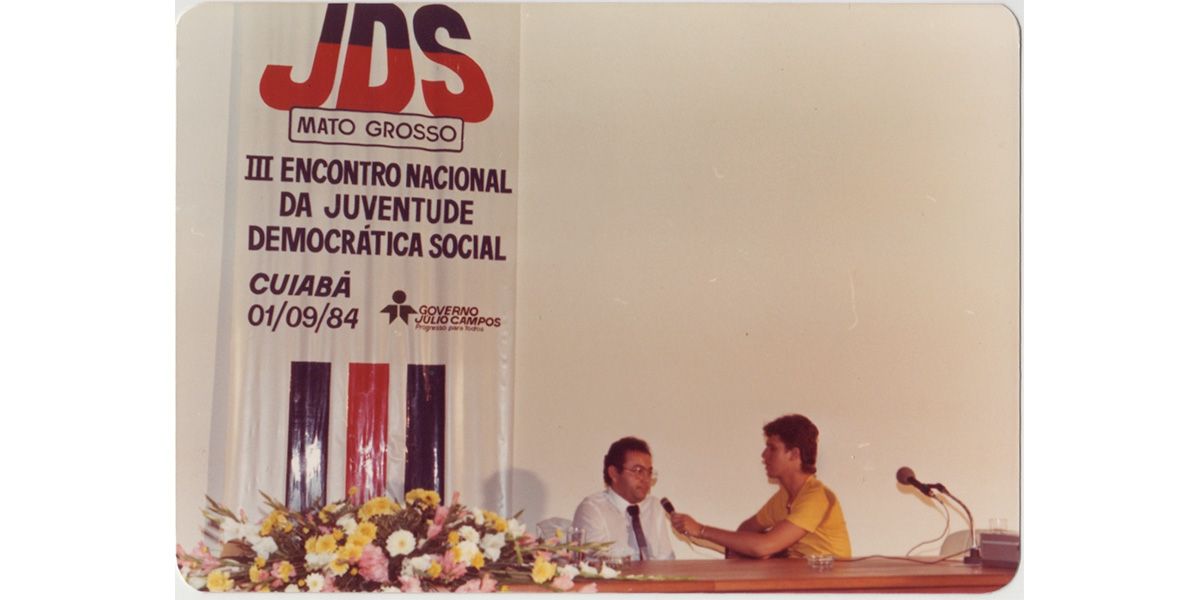 JDS
MATO GROSSO
III ENCONTRO NACIONAL
DA JUVENTUDE
DEMOCRÁTICA SOCIAL
CUIABÁ
01/09/84
GOVERNO
JÚLIO CAMPOS
Progresso para Todos